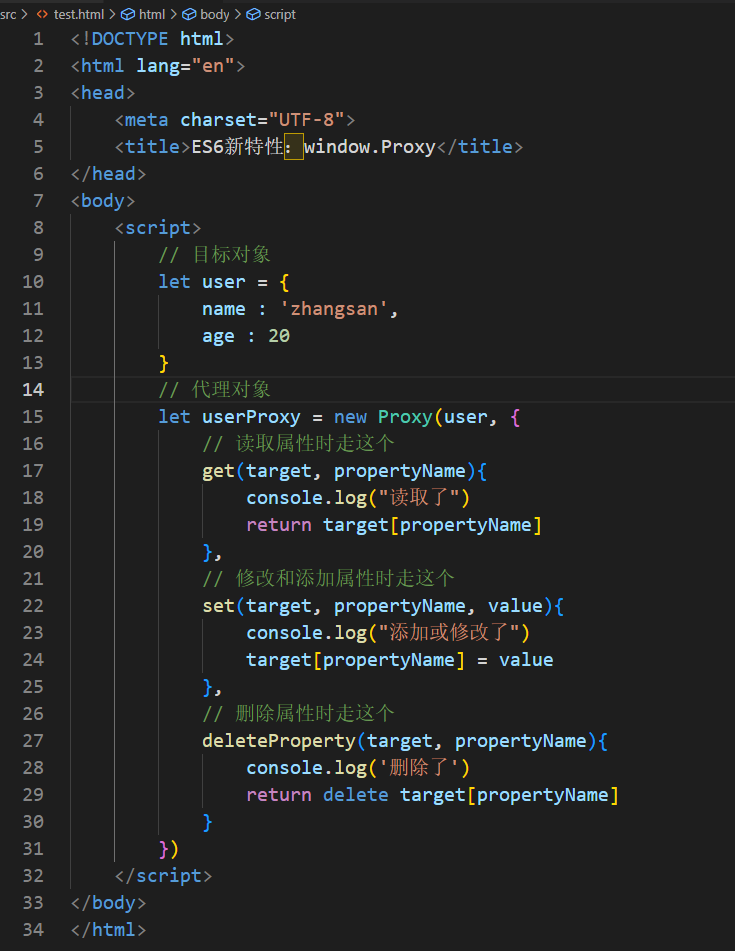 src > test.html > html > body > script
1 <!DOCTYPE html>
2 <html lang="en">
3 <head>
4     <meta charset="UTF-8">
5     <title>ES6新特性：window.Proxy</title>
6 </head>
7 <body>
8     <script>
9         // 目标对象
10         let user = {
11             name : 'zhangsan',
12             age : 20
13         }
14         // 代理对象
15         let userProxy = new Proxy(user, {
16             // 读取属性时走这个
17             get(target, propertyName){
18                 console.log("读取了")
19                 return target[propertyName]
20             },
21             // 修改和添加属性时走这个
22             set(target, propertyName, value){
23                 console.log("添加或修改了")
24                 target[propertyName] = value
25             },
26             // 删除属性时走这个
27             deleteProperty(target, propertyName){
28                 console.log('删除了')
29                 return delete target[propertyName]
30             }
31         })
32     </script>
33 </body>
34 </html>